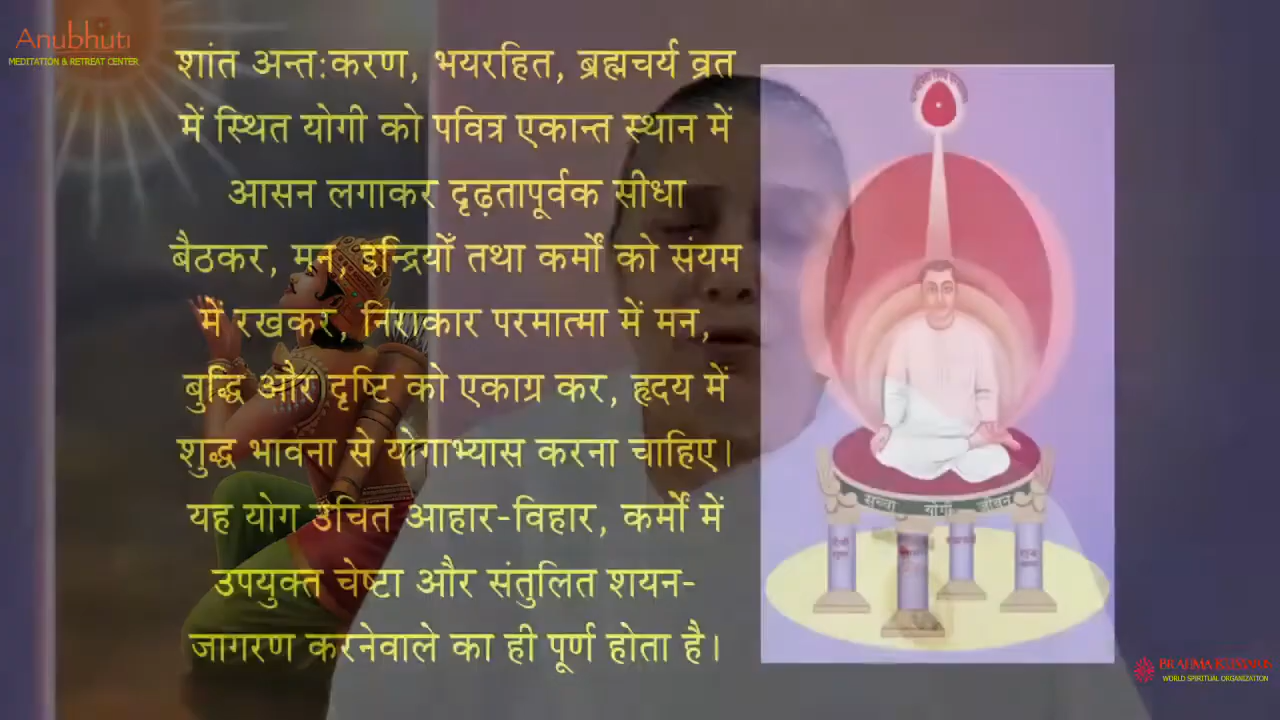 Anubhuti
MEDITATION & RETREAT CENTER
शांत अन्तःकरण, भयरहित, ब्रह्मचर्य व्रत
में स्थित योगी को पवित्र एकान्त स्थान में
आसन लगाकर दृढ़तापूर्वक सीधा
बैठकर, मन, इन्द्रियाँ तथा कर्मों को संयम
में रखकर, निराकार परमात्मा में मन,
बुद्धि और दृष्टि को एकाग्र कर, हृदय में
शुद्ध भावना से योगाभ्यास करना चाहिए।
यह योग उचित आहार-विहार, कर्मों में
उपयुक्त चेष्टा और संतुलित शयन-
जागरण करनेवाले का ही पूर्ण होता है।
योगी जीवन
BRAHMA KUMARIS
WORLD SPIRITUAL ORGANIZATION